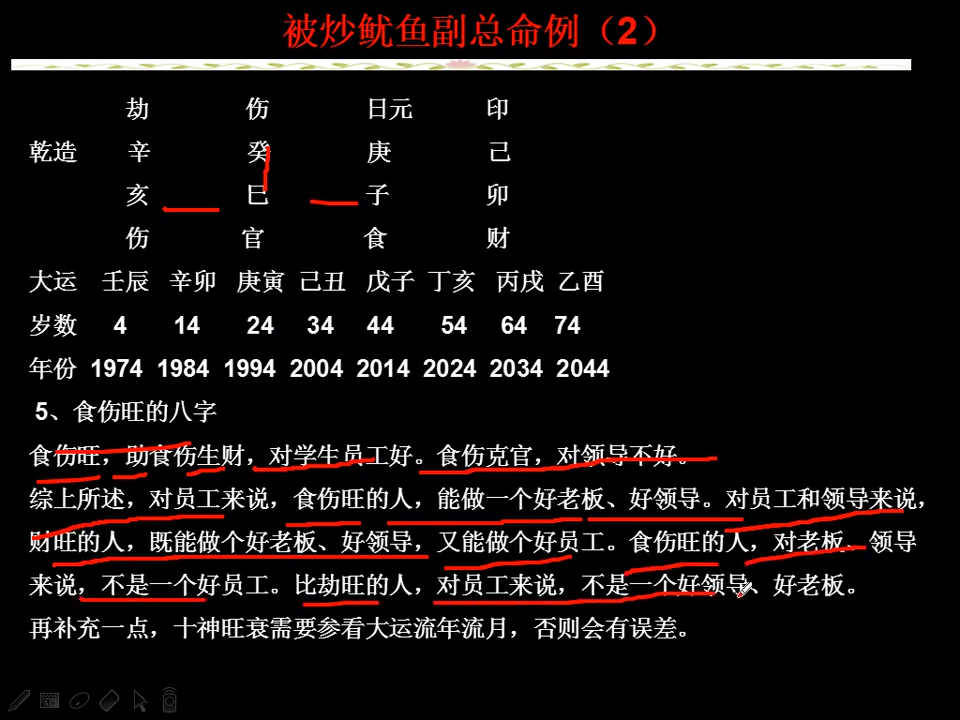 被炒鱿鱼副总命例（2）
劫 伤 日元 印
乾造 辛 癸 庚 己
亥 巳 子 卯
伤 官 食 财
大运 壬辰 辛卯 庚寅 己丑 戊子 丁亥 丙戌 乙酉
岁数 4 14 24 34 44 54 64 74
年份 1974 1984 1994 2004 2014 2024 2034 2044
5、食伤旺的八字
食伤旺，助食伤生财，对学生员工好。食伤克官，对领导不好。
综上所述，对员工来说，食伤旺的人，能做一个好老板、好领导。对员工和领导来说，
财旺的人，既能做个好老板、好领导，又能做个好员工。食伤旺的人，对老板、领导
来说，不是一个好员工。比劫旺的人，对员工来说，不是一个好领导、好老板。
再补充一点，十神旺衰需要参看大运流年流月，否则会有误差。